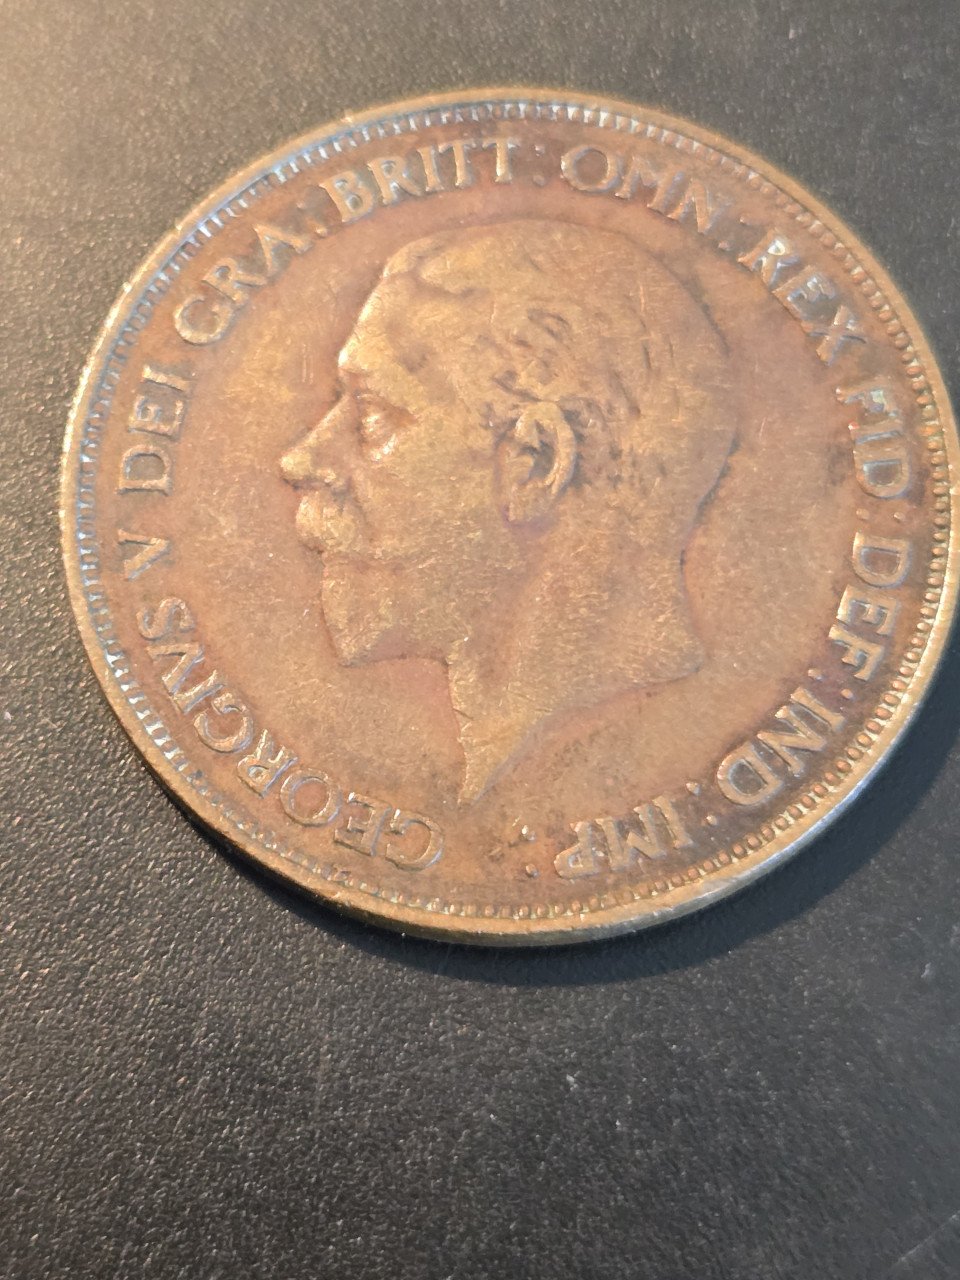 GEORGIVS V DEI GRA: BRITT: OMN: REX FID: DEF: IND: IMP: